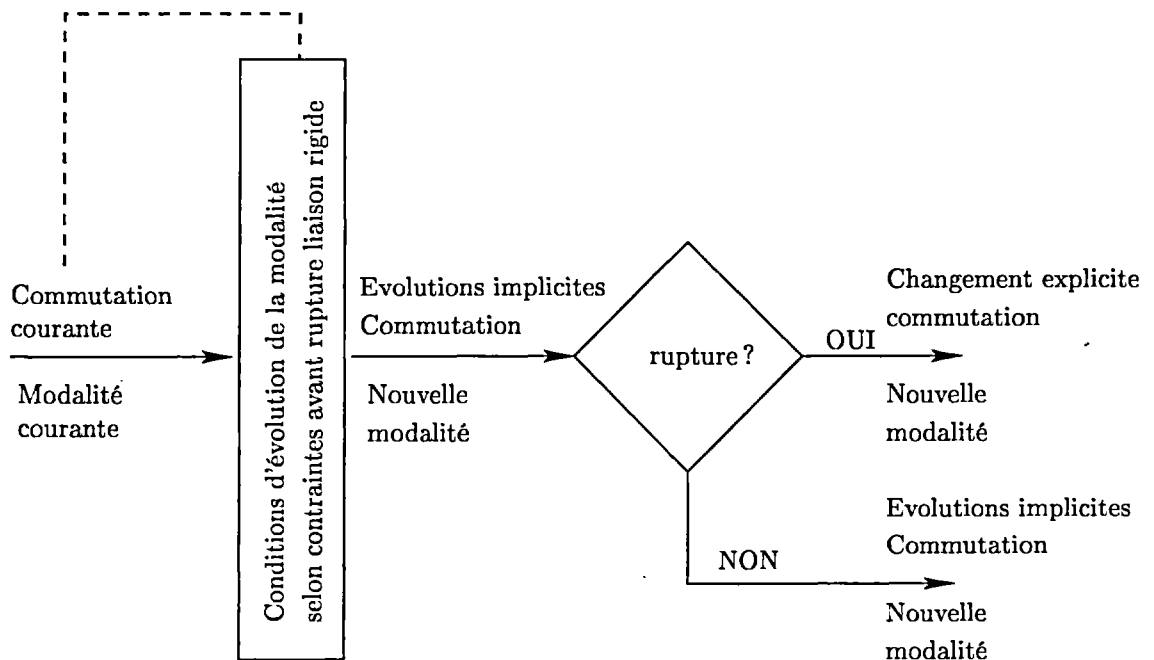 Commutation
courante
Modalité
courante
Conditions d'évolution de la modalité
selon contraintes avant rupture liaison rigide
Evolutions implicites
Commutation
Nouvelle
modalité
rupture ?
OUI
Changement explicite
commutation
Nouvelle
modalité
NON
Evolutions implicites
Commutation
Nouvelle
modalité